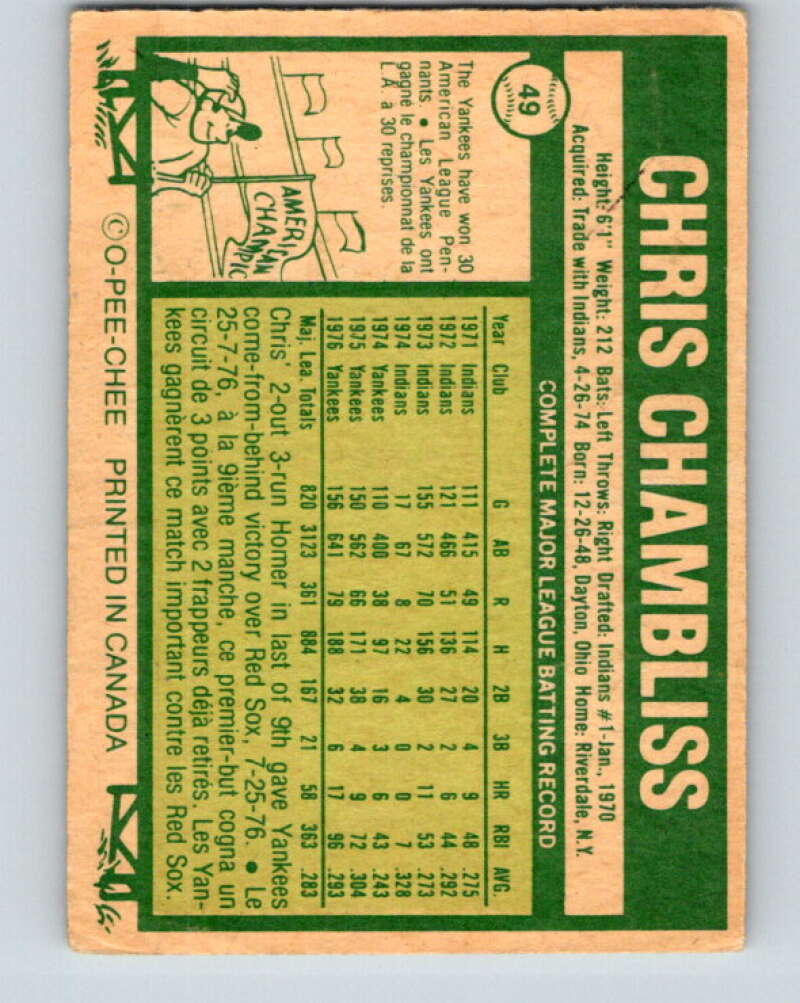 CHRIS CHAMBLISS
Height: 6'1" Weight: 212 Bats: Left Throws: Right Drafted: Indians #1-Jan., 1970
Acquired: Trade with Indians, 4-26-74 Born: 12-26-48, Dayton, Ohio Home: Riverdale, N.Y.
49
COMPLETE MAJOR LEAGUE BATTING RECORD
The Yankees have won 30
American League Pen-
nants. • Les Yankees ont
gagné le championnat de la
L.A. à 30 reprises.
AMERIC
CHAMPIC
Year Club G AB R H 2B 3B HR RBI AVG.
1971 Indians 111 415 49 114 20 4 9 48 .275
1972 Indians 121 466 51 136 27 2 6 44 .292
1973 Indians 155 572 70 156 30 2 11 53 .273
1974 Indians 17 67 8 22 4 0 0 7 .328
1974 Yankees 110 400 38 97 16 3 6 43 .243
1975 Yankees 150 562 66 171 38 4 9 72 .304
1976 Yankees 156 641 79 188 32 6 17 96 .293
Maj. Lea. Totals 820 3123 361 884 167 21 58 363 .283
Chris' 2-out 3-run Homer in last of 9th gave Yankees
come-from-behind victory over Red Sox, 7-25-76. • Le
25-7-76, à la 9ième manche, ce premier-but cogna un
circuit de 3 points avec 2 frappeurs déjà retirés. Les Yan-
kees gagnèrent ce match important contre les Red Sox.
©O-PEE-CHEE PRINTED IN CANADA